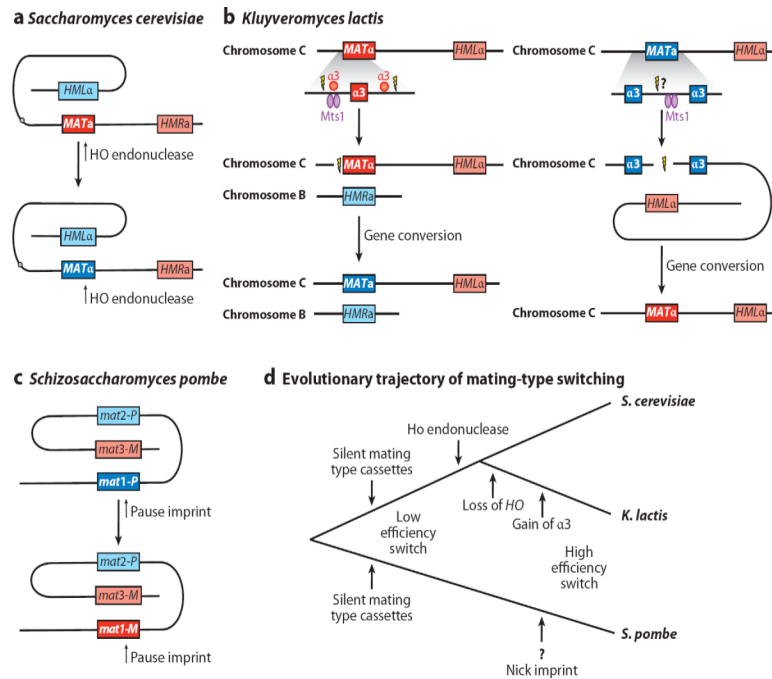 a Saccharomyces cerevisiae
HMLα
MATa
HMRa
HO endonuclease
HMLα
MATα
HMRa
HO endonuclease
b Kluyveromyces lactis
Chromosome C
MATα
HMLα
α3
α3
α3
Mts1
Chromosome C
MATα
HMLα
Chromosome B
HMRa
Gene conversion
Chromosome C
MATa
HMLα
Chromosome B
HMRa
Chromosome C
MATa
HMLα
?
α3
α3
Mts1
Chromosome C
α3
α3
HMLα
Gene conversion
Chromosome C
MATα
HMLα
c Schizosaccharomyces pombe
mat2-P
mat3-M
mat1-P
Pause imprint
mat2-P
mat3-M
mat1-M
Pause imprint
d Evolutionary trajectory of mating-type switching
S. cerevisiae
Ho endonuclease
Silent mating
type cassettes
Loss of HO
Gain of α3
K. lactis
Low
efficiency
switch
High
efficiency
switch
Silent mating
type cassettes
S. pombe
?
Nick imprint